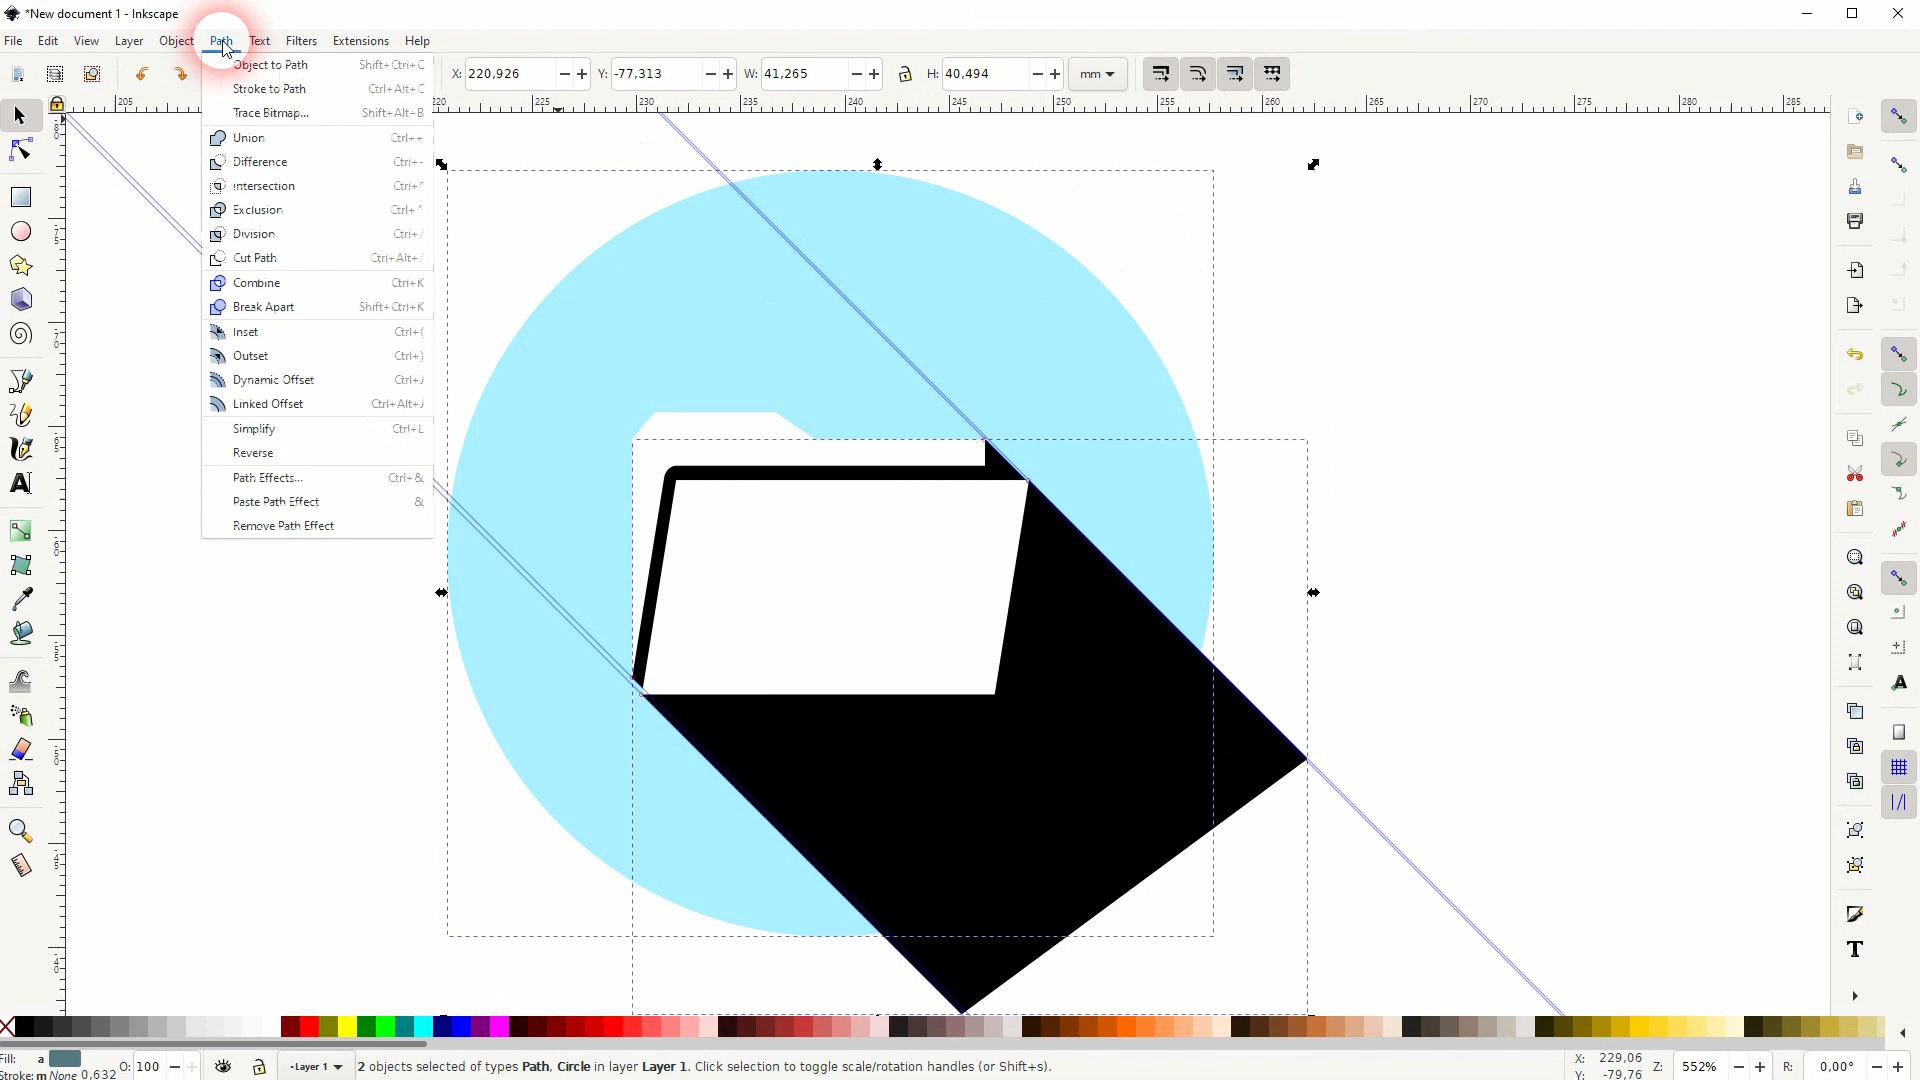 *New document 1 - Inkscape
File Edit View Layer Object Path Text Filters Extensions Help
X: 220,926 Y: -77,313 W: 41,265 H: 40,494 mm
Object to Path Shift+Ctrl+C
Stroke to Path Ctrl+Alt+C
Trace Bitmap... Shift+Alt+B
Union Ctrl++
Difference Ctrl+-
Intersection Ctrl+*
Exclusion Ctrl+^
Division Ctrl+/
Cut Path Ctrl+Alt+/
Combine Ctrl+K
Break Apart Shift+Ctrl+K
Inset Ctrl+(
Outset Ctrl+)
Dynamic Offset Ctrl+J
Linked Offset Ctrl+Alt+J
Simplify Ctrl+L
Reverse
Path Effects... Ctrl+&
Paste Path Effect &
Remove Path Effect
205 220 225 230 235 240 245 250 255 260 265 270 275 280 285
Fill: a O: 100 -Layer 1 2 objects selected of types Path, Circle in layer Layer 1. Click selection to toggle scale/rotation handles (or Shift+s). X: 229,06 Z: 552% R: 0,00°
Stroke: m None 0,632 Y: -79,76